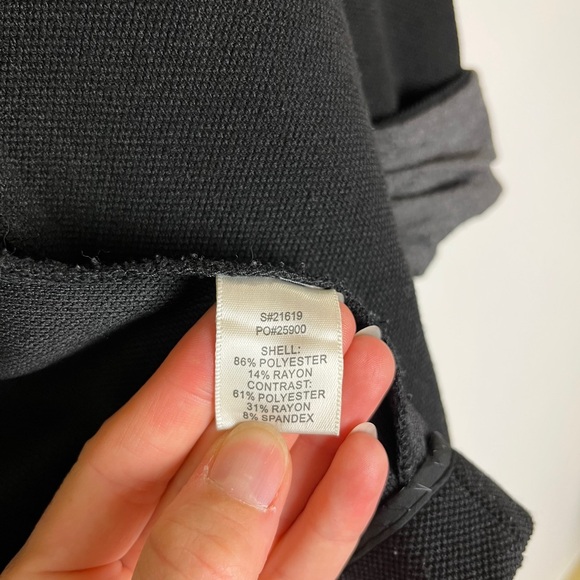 S#21619
PO#25900
SHELL:
86% POLYESTER
14% RAYON
CONTRAST:
61% POLYESTER
31% RAYON
8% SPANDEX